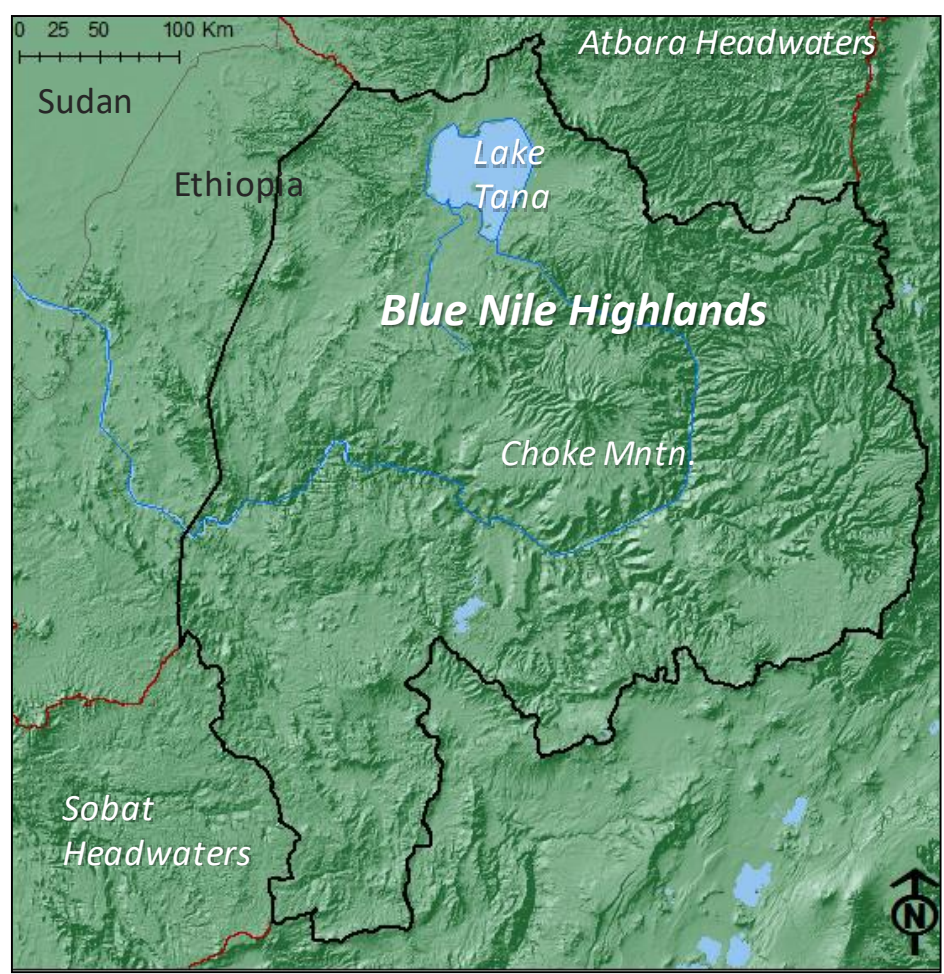 0 25 50 100 Km
Atbara Headwaters
Sudan
Lake
Tana
Ethiopia
Blue Nile Highlands
Choke Mntn.
Sobat
Headwaters
N